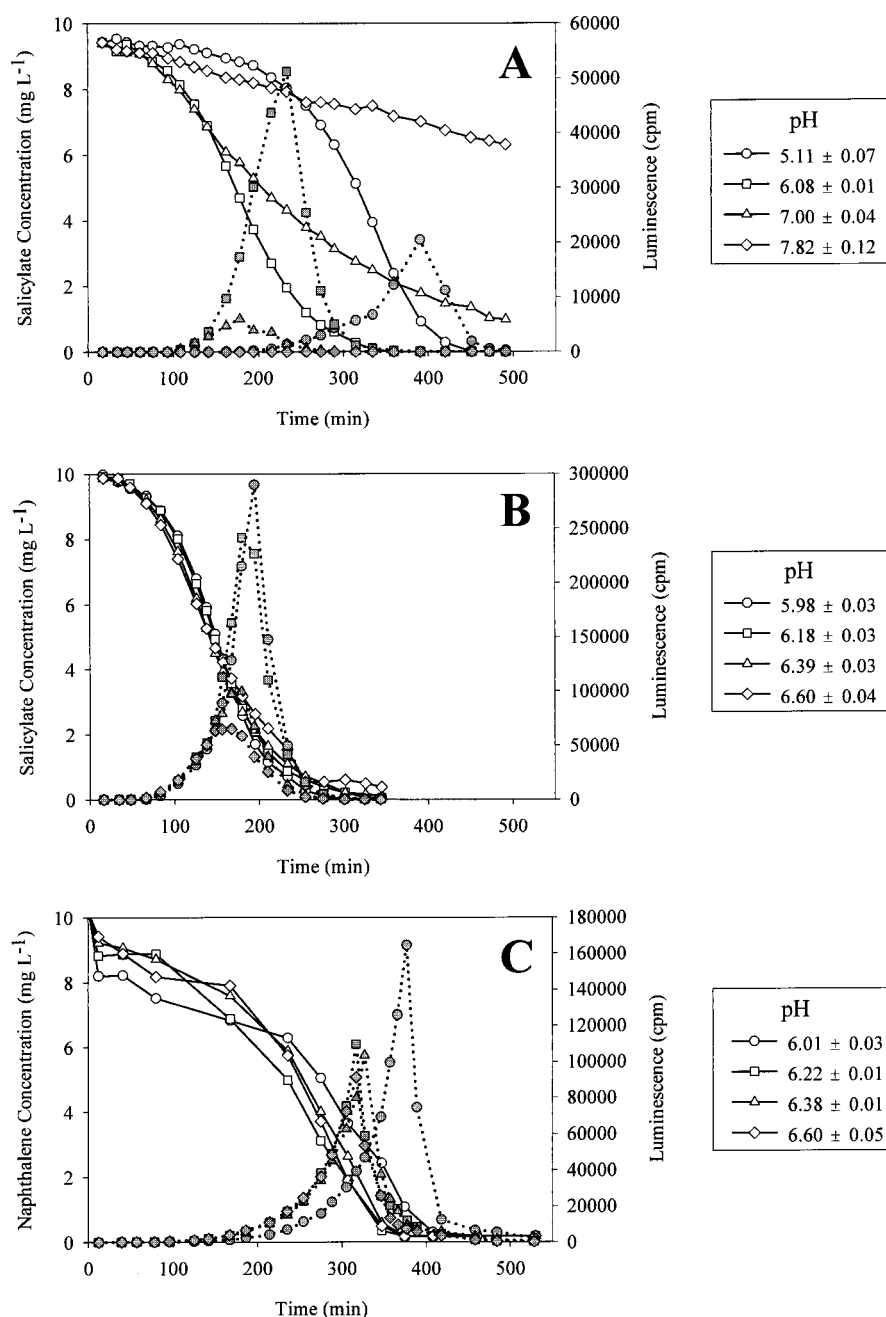 A
10
8
6
4
2
0
Salicylate Concentration (mg L-1)
60000
50000
40000
30000
20000
10000
0
Luminescence (cpm)
0 100 200 300 400 500
Time (min)
pH
5.11 ± 0.07
6.08 ± 0.01
7.00 ± 0.04
7.82 ± 0.12
B
10
8
6
4
2
0
Salicylate Concentration (mg L-1)
300000
250000
200000
150000
100000
50000
0
Luminescence (cpm)
0 100 200 300 400 500
Time (min)
pH
5.98 ± 0.03
6.18 ± 0.03
6.39 ± 0.03
6.60 ± 0.04
C
10
8
6
4
2
0
Naphthalene Concentration (mg L-1)
180000
160000
140000
120000
100000
80000
60000
40000
20000
0
Luminescence (cpm)
0 100 200 300 400 500
Time (min)
pH
6.01 ± 0.03
6.22 ± 0.01
6.38 ± 0.01
6.60 ± 0.05